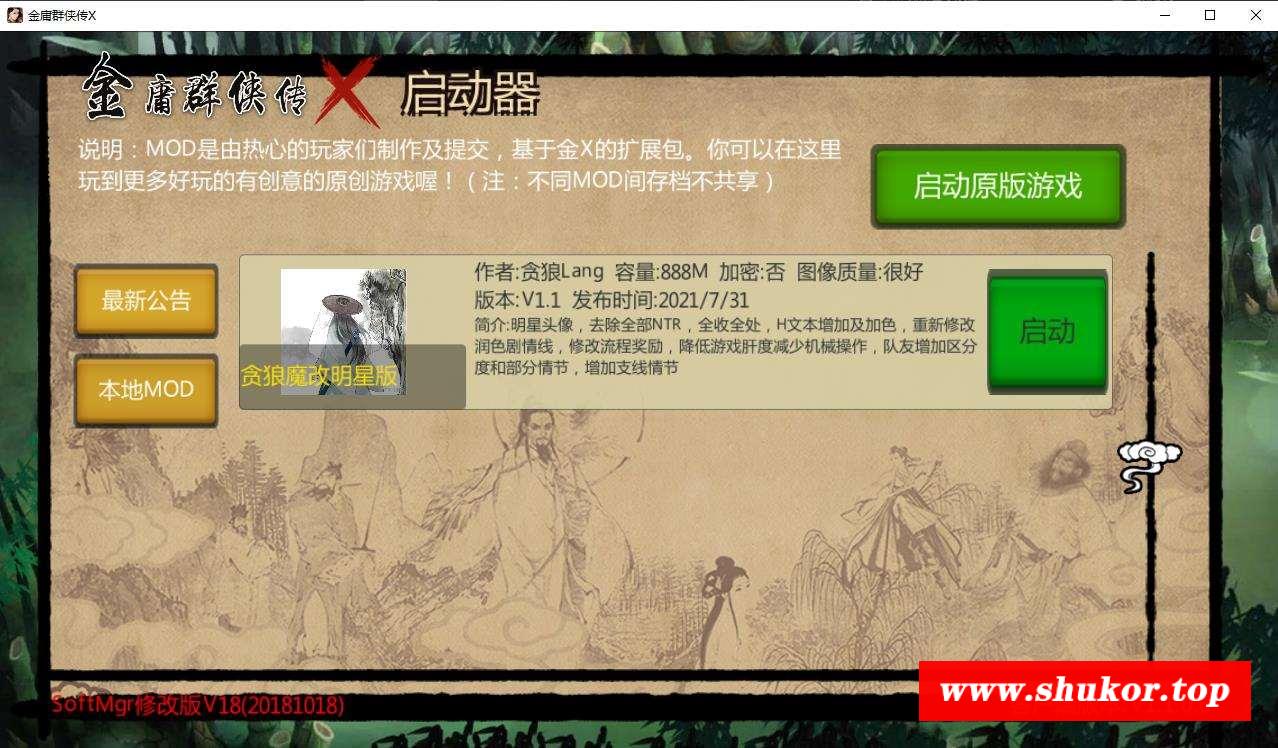 金庸群侠传X
金庸群侠传X 启动器
说明：MOD是由热心的玩家们制作及提交，基于金X的扩展包。你可以在这里
玩到更多好玩的有创意的原创游戏喔！（注：不同MOD间存档不共享）
启动原版游戏
最新公告
本地MOD
贪狼魔改明星版
作者:贪狼Lang 容量:888M 加密:否 图像质量:很好
版本:V1.1 发布时间:2021/7/31
简介:明星头像，去除全部NTR，全收全处，H文本增加及加色，重新修改
润色剧情线，修改流程奖励，降低游戏肝度减少机械操作，队友增加区分
度和部分情节，增加支线情节
启动
SoftMgr修改版V18(20181018)
www.shukor.top